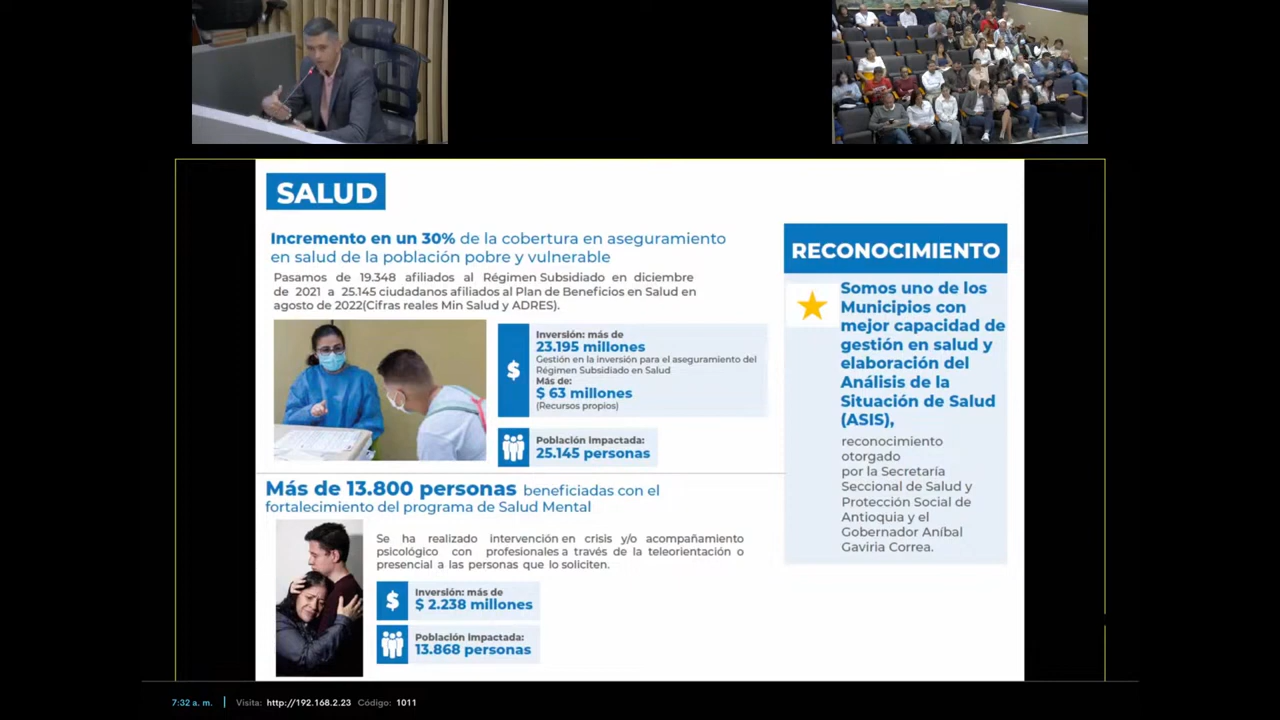 SALUD
Incremento en un 30% de la cobertura en aseguramiento
en salud de la población pobre y vulnerable
Pasamos de 19.348 afiliados al Régimen Subsidiado en diciembre
de 2021 a 25.145 ciudadanos afiliados al Plan de Beneficios en Salud en
agosto de 2022(Cifras reales Min Salud y ADRES).
$
Inversión: más de
23.195 millones
Gestión en la inversión para el aseguramiento del
Régimen Subsidiado en Salud
Más de:
$ 63 millones
(Recursos propios)
Población impactada:
25.145 personas
Más de 13.800 personas beneficiadas con el
fortalecimiento del programa de Salud Mental
Se ha realizado intervención en crisis y/o acompañamiento
psicológico con profesionales a través de la teleorientación o
presencial a las personas que lo soliciten.
$
Inversión: más de
$ 2.238 millones
Población impactada:
13.868 personas
RECONOCIMIENTO
Somos uno de los
Municipios con
mejor capacidad de
gestión en salud y
elaboración del
Análisis de la
Situación de Salud
(ASIS),
reconocimiento
otorgado
por la Secretaría
Seccional de Salud y
Protección Social de
Antioquia y el
Gobernador Aníbal
Gaviria Correa.
7:32 a. m. | Visita: http://192.168.2.23 Código: 1011